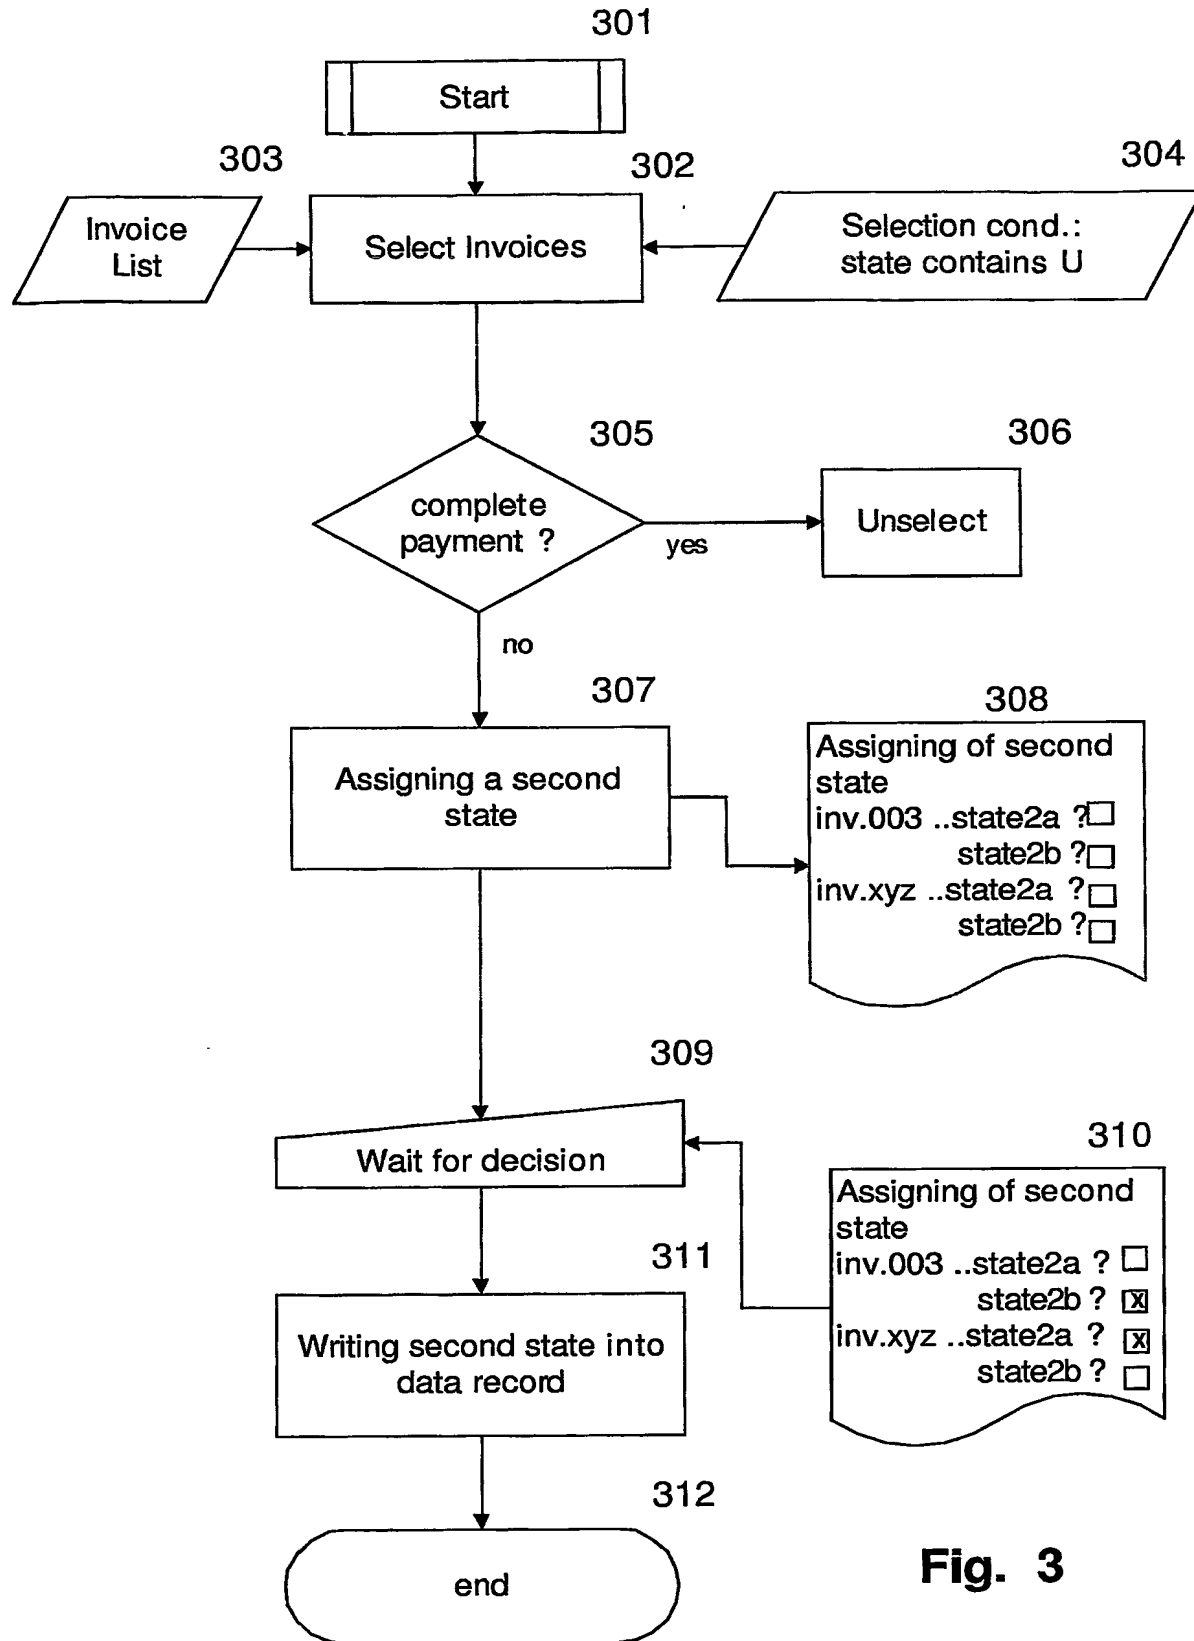 301
Start
303
302
304
Invoice
List
Select Invoices
Selection cond.:
state contains U
305
306
complete
payment ?
yes
Unselect
no
307
308
Assigning a second
state
Assigning of second
state
inv.003 ..state2a ?
state2b ?
inv.xyz ..state2a ?
state2b ?
309
Wait for decision
310
Assigning of second
state
inv.003 ..state2a ?
state2b ? x
inv.xyz ..state2a ? x
state2b ?
311
Writing second state into
data record
312
end
Fig. 3